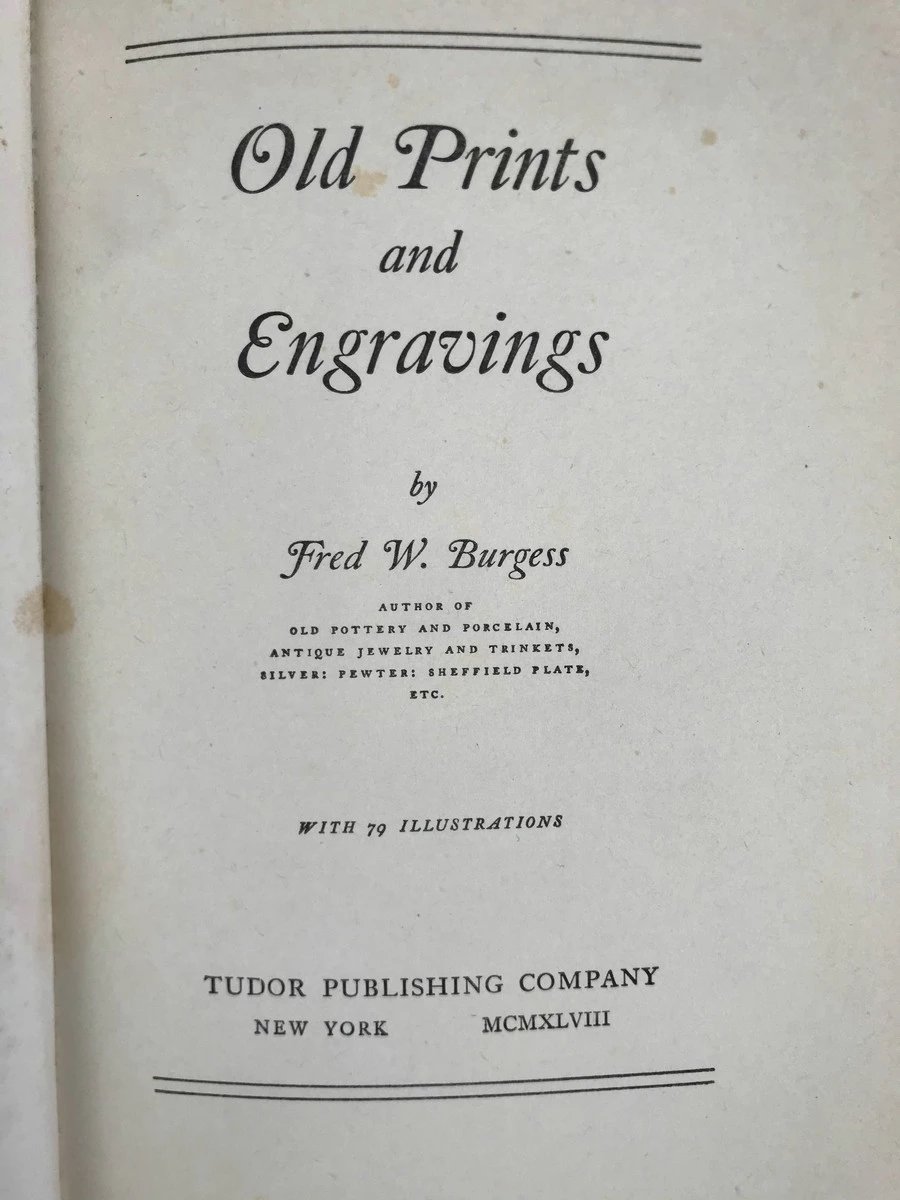 Old Prints
and
Engravings
by
Fred W. Burgess
AUTHOR OF
OLD POTTERY AND PORCELAIN,
ANTIQUE JEWELRY AND TRINKETS,
SILVER: PEWTER: SHEFFIELD PLATE,
ETC.
WITH 79 ILLUSTRATIONS
TUDOR PUBLISHING COMPANY
NEW YORK MCMXLVIII